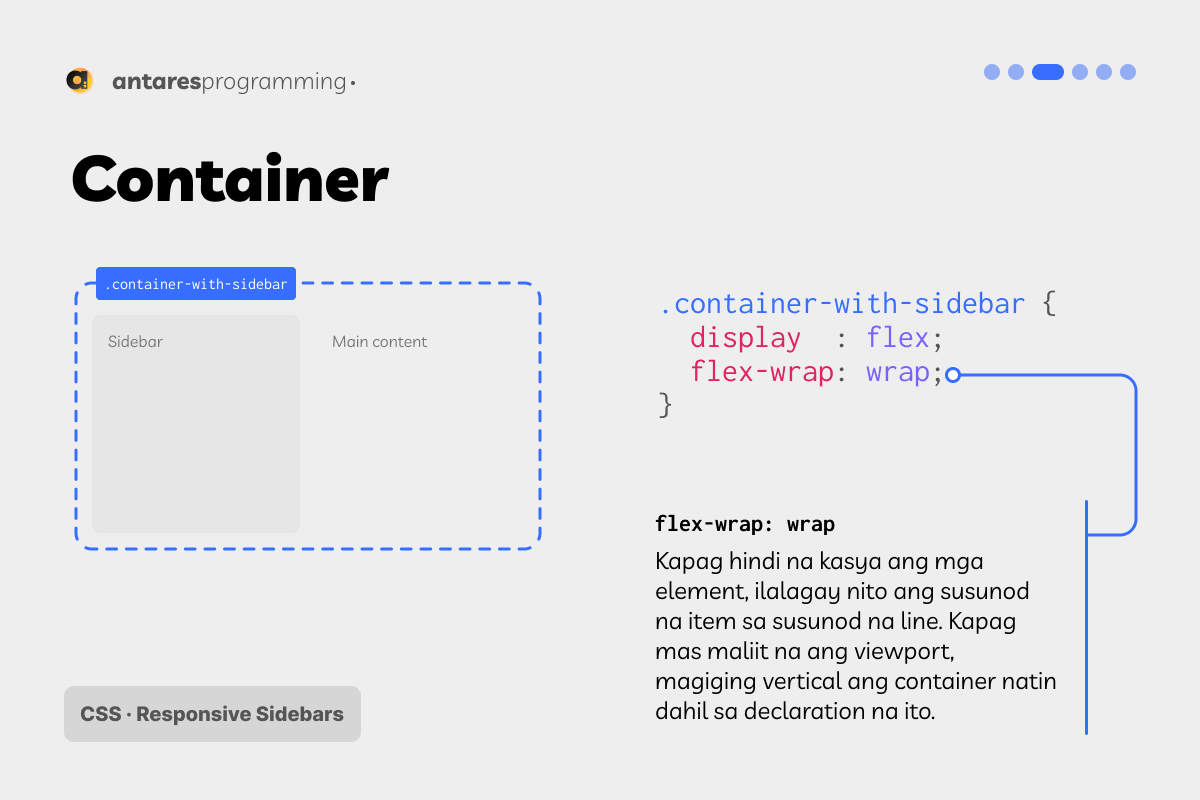 antaresprogramming·
Container
.container-with-sidebar
Sidebar
Main content
.container-with-sidebar {
  display  : flex;
  flex-wrap: wrap;
}
flex-wrap: wrap
Kapag hindi na kasya ang mga
element, ilalagay nito ang susunod
na item sa susunod na line. Kapag
mas maliit na ang viewport,
magiging vertical ang container natin
dahil sa declaration na ito.
CSS · Responsive Sidebars